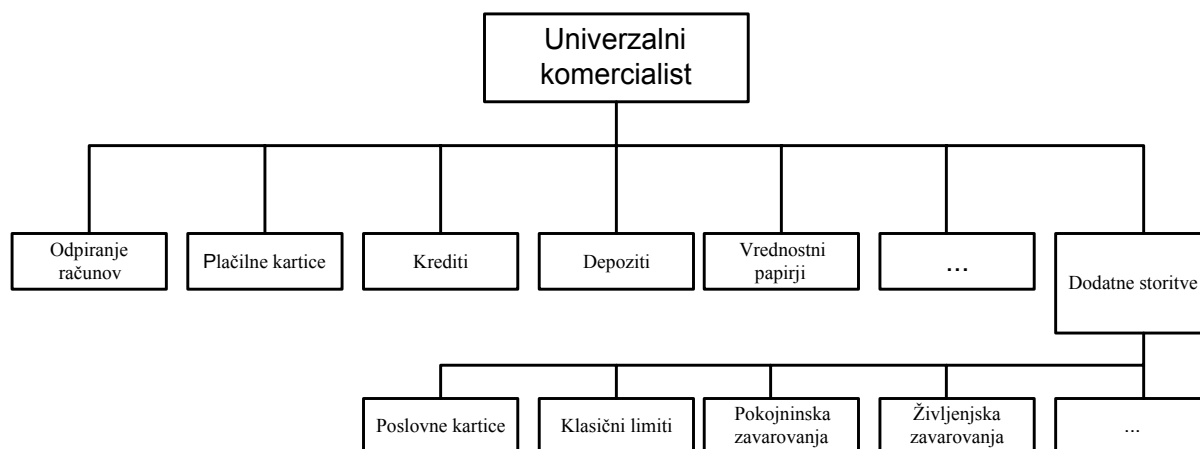 Univerzalni
komercialist
Odpiranje
računov
Plačilne kartice
Krediti
Depoziti
Vrednostni
papirji
...
Dodatne storitve
Poslovne kartice
Klasični limiti
Pokojninska
zavarovanja
Življenjska
zavarovanja
...